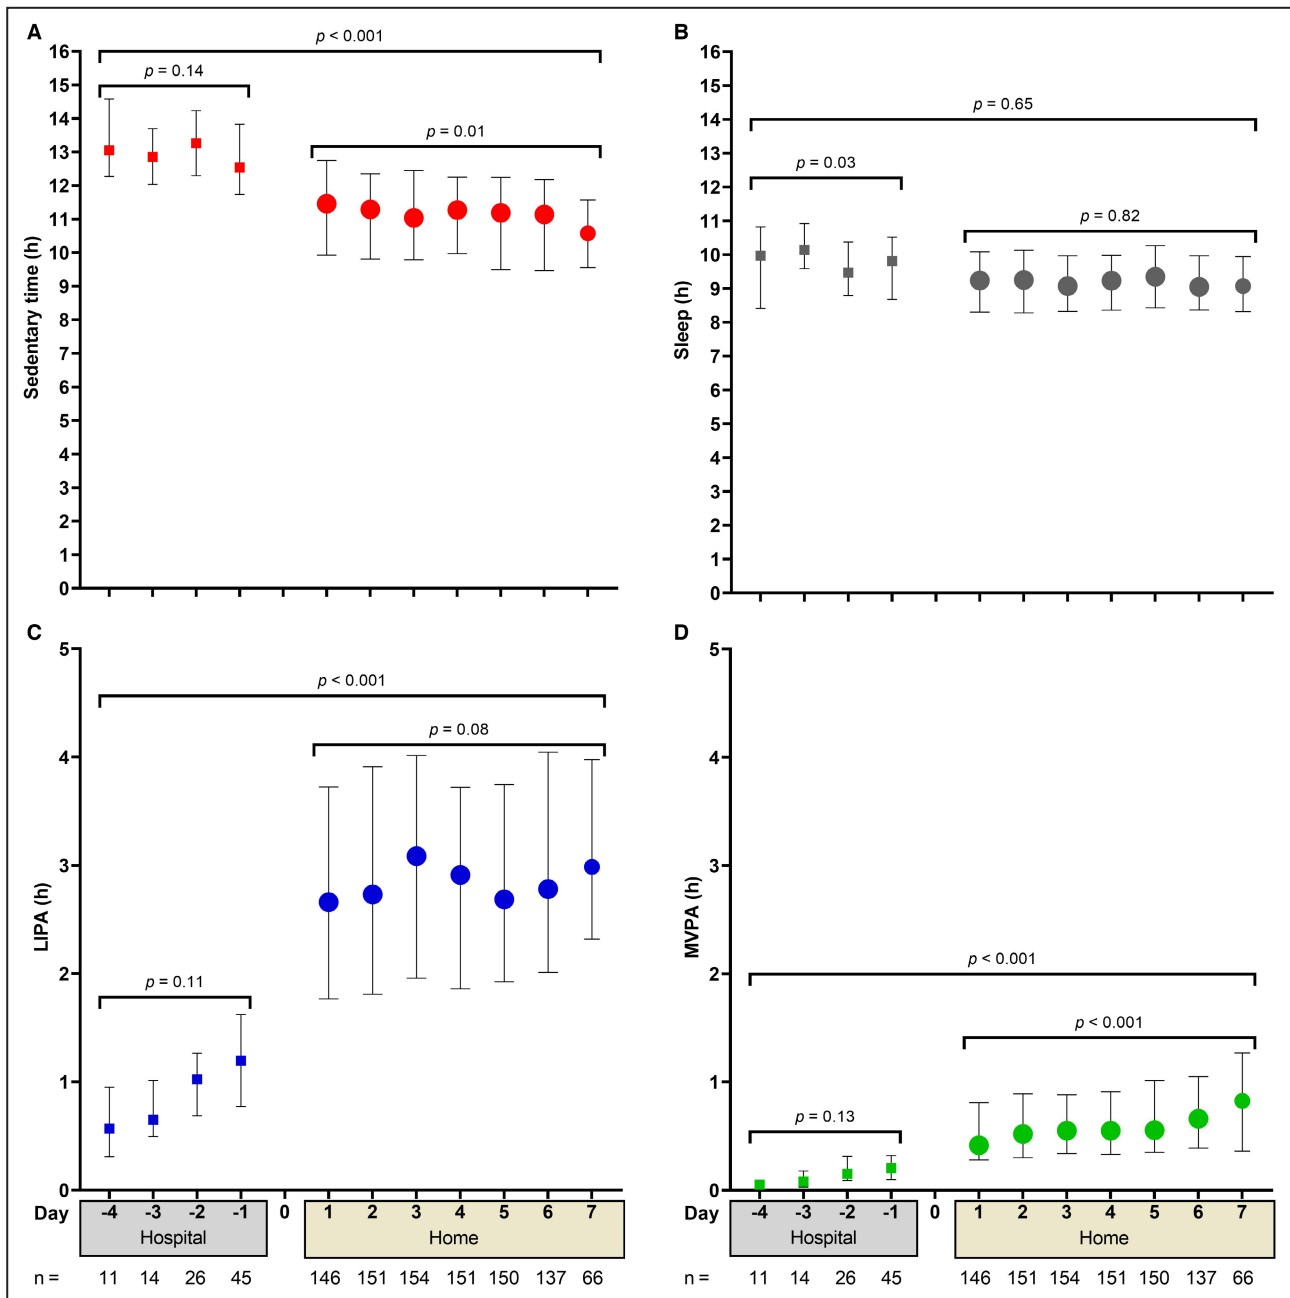 A
p < 0.001
p = 0.14
p = 0.01
Sedentary time (h)
16
15
14
13
12
11
10
9
8
7
6
5
4
3
2
1
0
B
p = 0.65
p = 0.03
p = 0.82
Sleep (h)
16
15
14
13
12
11
10
9
8
7
6
5
4
3
2
1
0
C
p < 0.001
p = 0.08
p = 0.11
LIPA (h)
5
4
3
2
1
0
Day -4 -3 -2 -1 0 1 2 3 4 5 6 7
Hospital Home
n = 11 14 26 45 146 151 154 151 150 137 66
D
p < 0.001
p < 0.001
p = 0.13
MVPA (h)
5
4
3
2
1
0
Day -4 -3 -2 -1 0 1 2 3 4 5 6 7
Hospital Home
n = 11 14 26 45 146 151 154 151 150 137 66